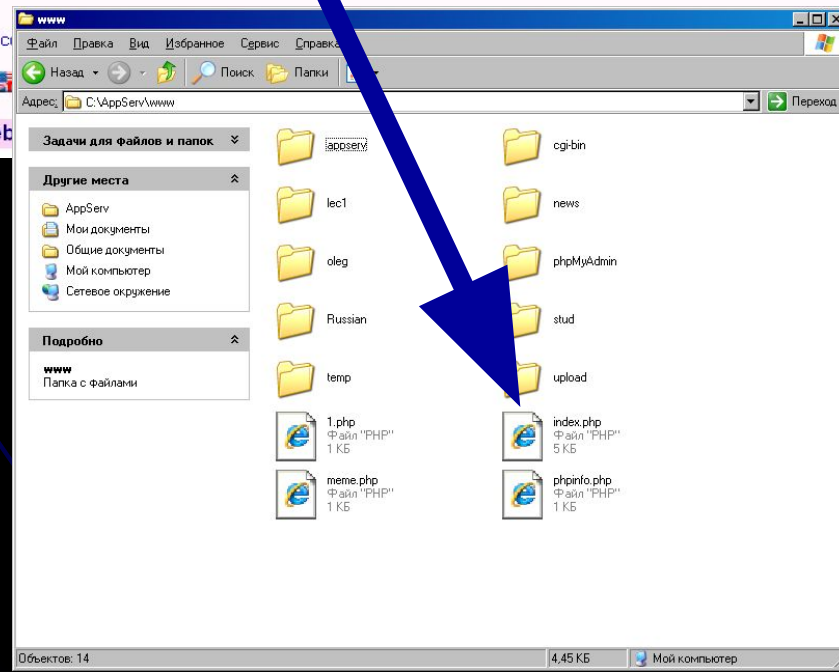 www
Файл Правка Вид Избранное Сервис Справка
Назад Поиск Папки
Адрес: C:\AppServ\www Переход
Задачи для файлов и папок
Другие места
AppServ
Мои документы
Общие документы
Мой компьютер
Сетевое окружение
Подробно
www
Папка с файлами
appserv
cgi-bin
lec1
news
oleg
phpMyAdmin
Russian
stud
temp
upload
1.php
Файл "PHP"
1 КБ
index.php
Файл "PHP"
5 КБ
meme.php
Файл "PHP"
1 КБ
phpinfo.php
Файл "PHP"
1 КБ
Объектов: 14 4,45 КБ Мой компьютер